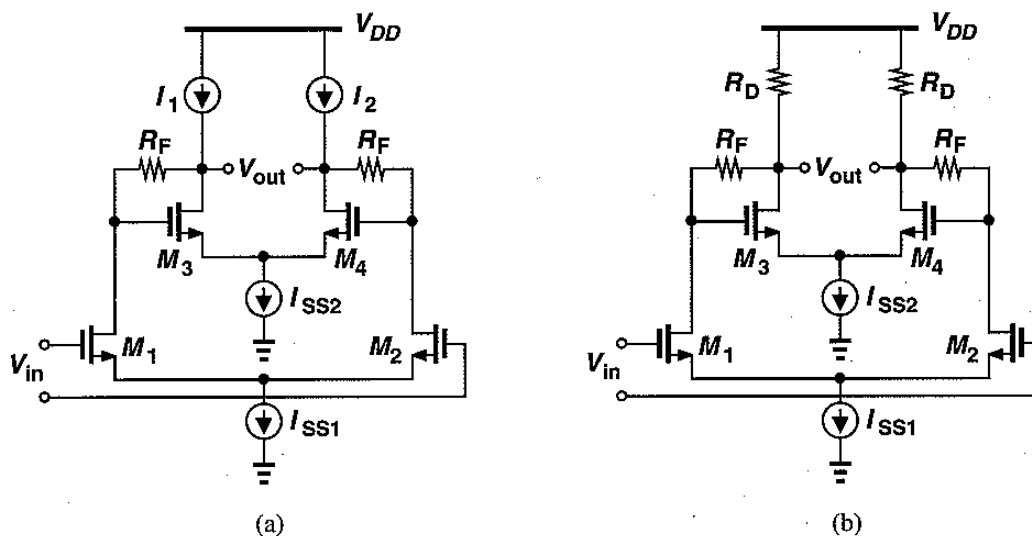 V_DD
I_1
I_2
R_F
V_out
R_F
M_3
M_4
I_SS2
V_in
M_1
M_2
I_SS1
(a)
V_DD
R_D
R_D
R_F
V_out
R_F
M_3
M_4
I_SS2
V_in
M_1
M_2
I_SS1
(b)